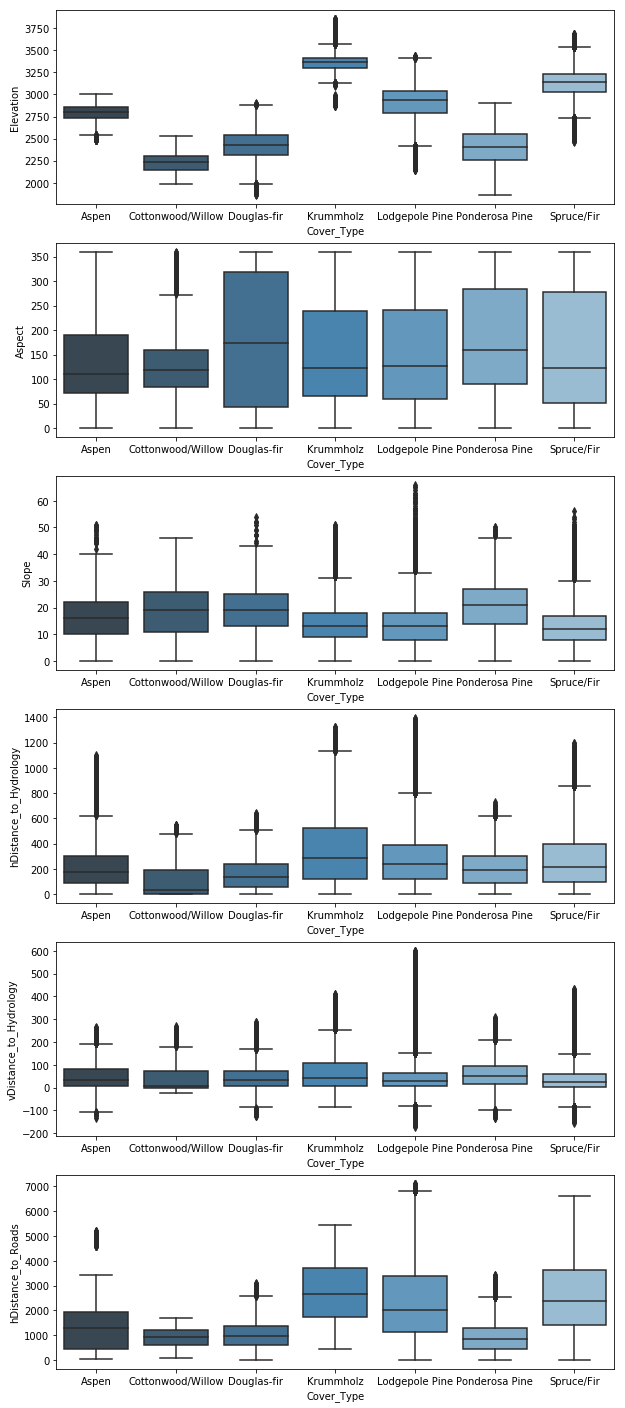 3750
3500
3250
3000
2750
2500
2250
2000
Elevation
Aspen Cottonwood/Willow Douglas-fir Krummholz Lodgepole Pine Ponderosa Pine Spruce/Fir
Cover_Type
350
300
250
200
150
100
50
0
Aspect
Aspen Cottonwood/Willow Douglas-fir Krummholz Lodgepole Pine Ponderosa Pine Spruce/Fir
Cover_Type
60
50
40
30
20
10
0
Slope
Aspen Cottonwood/Willow Douglas-fir Krummholz Lodgepole Pine Ponderosa Pine Spruce/Fir
Cover_Type
1400
1200
1000
800
600
400
200
0
hDistance_to_Hydrology
Aspen Cottonwood/Willow Douglas-fir Krummholz Lodgepole Pine Ponderosa Pine Spruce/Fir
Cover_Type
600
500
400
300
200
100
0
−100
−200
vDistance_to_Hydrology
Aspen Cottonwood/Willow Douglas-fir Krummholz Lodgepole Pine Ponderosa Pine Spruce/Fir
Cover_Type
7000
6000
5000
4000
3000
2000
1000
0
hDistance_to_Roads
Aspen Cottonwood/Willow Douglas-fir Krummholz Lodgepole Pine Ponderosa Pine Spruce/Fir
Cover_Type